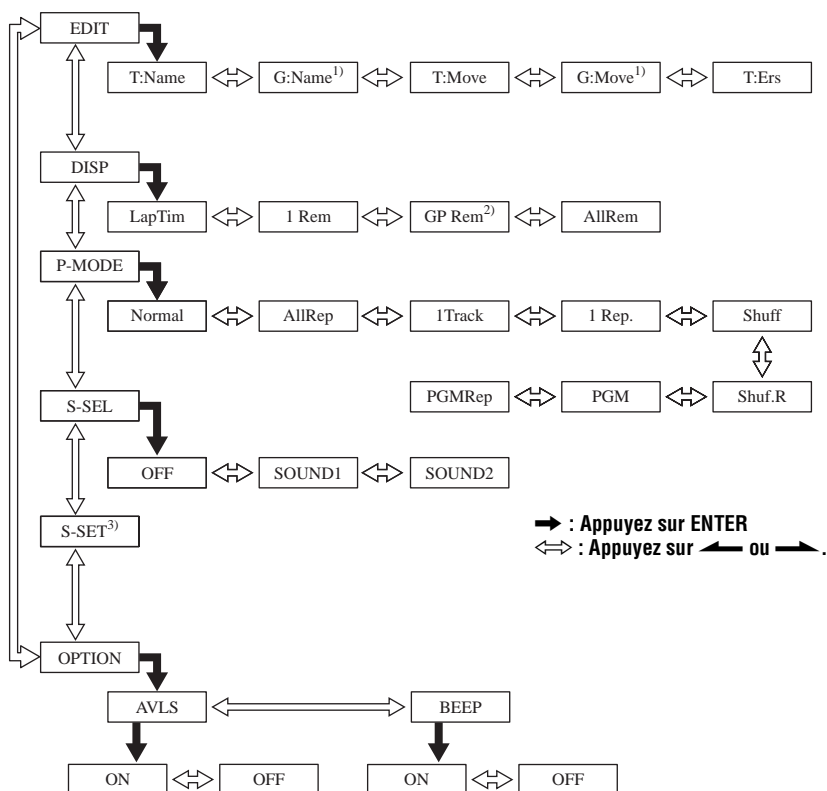 EDIT
T:Name G:Name1) T:Move G:Move1) T:Ers
DISP
LapTim 1 Rem GP Rem2) AllRem
P-MODE
Normal AllRep 1Track 1 Rep. Shuff
PGMRep PGM Shuf.R
S-SEL
OFF SOUND1 SOUND2
S-SET3)
: Appuyez sur ENTER
: Appuyez sur ou .
OPTION
AVLS BEEP
ON OFF ON OFF